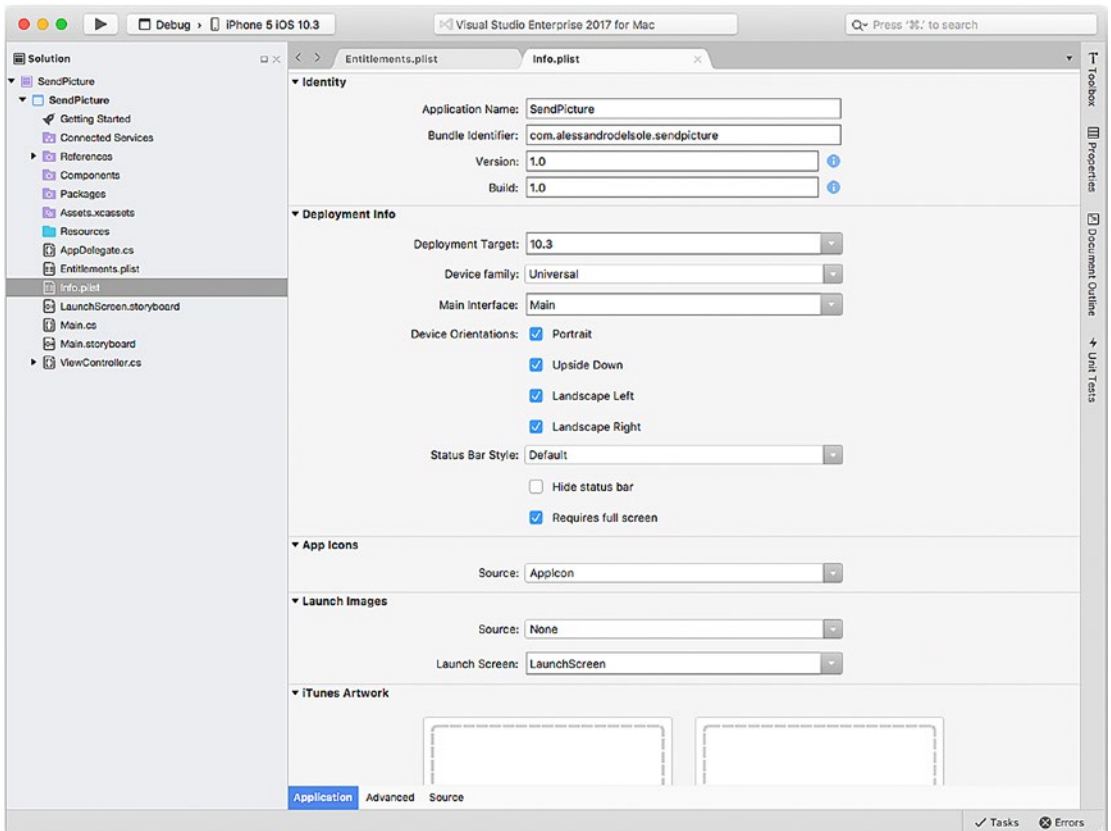 Debug › iPhone 5 iOS 10.3
Visual Studio Enterprise 2017 for Mac
Press '⌘.' to search
Solution
SendPicture
SendPicture
Getting Started
Connected Services
References
Components
Packages
Assets.xcassets
Resources
AppDelegate.cs
Entitlements.plist
Info.plist
LaunchScreen.storyboard
Main.cs
Main.storyboard
ViewController.cs
Entitlements.plist
Info.plist
Identity
Application Name: SendPicture
Bundle Identifier: com.alessandrodelsole.sendpicture
Version: 1.0
Build: 1.0
Deployment Info
Deployment Target: 10.3
Device family: Universal
Main Interface: Main
Device Orientations: Portrait
Upside Down
Landscape Left
Landscape Right
Status Bar Style: Default
Hide status bar
Requires full screen
App Icons
Source: AppIcon
Launch Images
Source: None
Launch Screen: LaunchScreen
iTunes Artwork
Application Advanced Source
Toolbox
Properties
Document Outline
Unit Tests
Tasks Errors